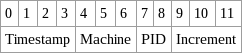 0 1 2 3 4 5 6 7 8 9 10 11
Timestamp Machine PID Increment